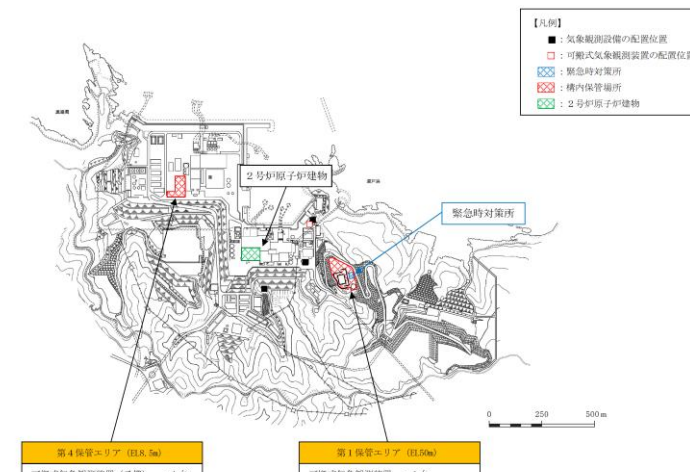 【凡例】
■：気象観測設備の配置位置
□：可搬式気象観測装置の配置位置
：緊急時対策所
：構内保管場所
：２号炉原子炉建物
２号炉原子炉建物
緊急時対策所
0 250 500m
第４保管エリア（EL8.5m）
第１保管エリア（EL50m）